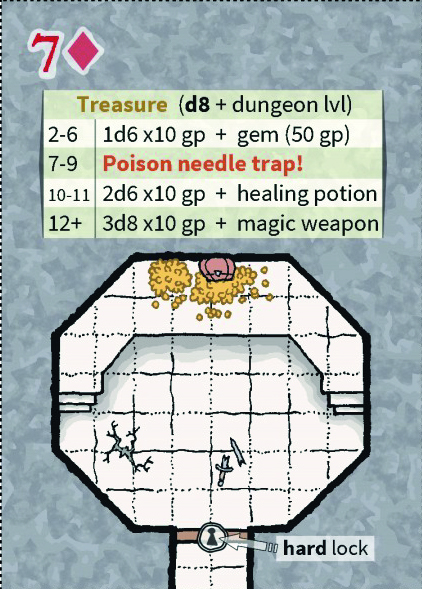 7♦
Treasure (d8 + dungeon lvl)
2-6 1d6 x10 gp + gem (50 gp)
7-9 Poison needle trap!
10-11 2d6 x10 gp + healing potion
12+ 3d8 x10 gp + magic weapon
hard lock